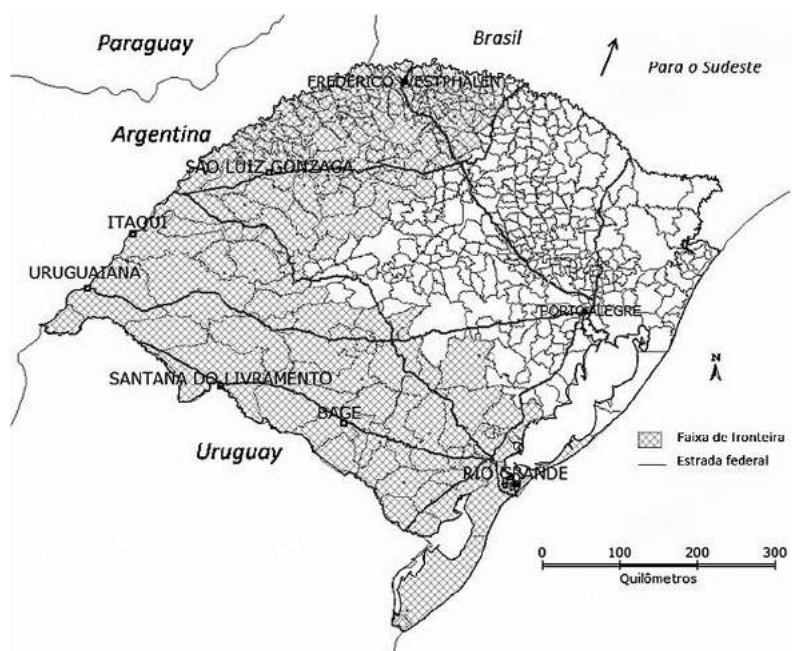 Paraguay
Brasil
Para o Sudeste
FREDERICO WESTPHALEN
Argentina
SÃO LUIZ GONZAGA
ITAQUI
URUGUAIANA
PORTO ALEGRE
N
SANTANA DO LIVRAMENTO
BAGE
Uruguay
RIO GRANDE
Faixa de fronteira
Estrada federal
0 100 200 300
Quilômetros